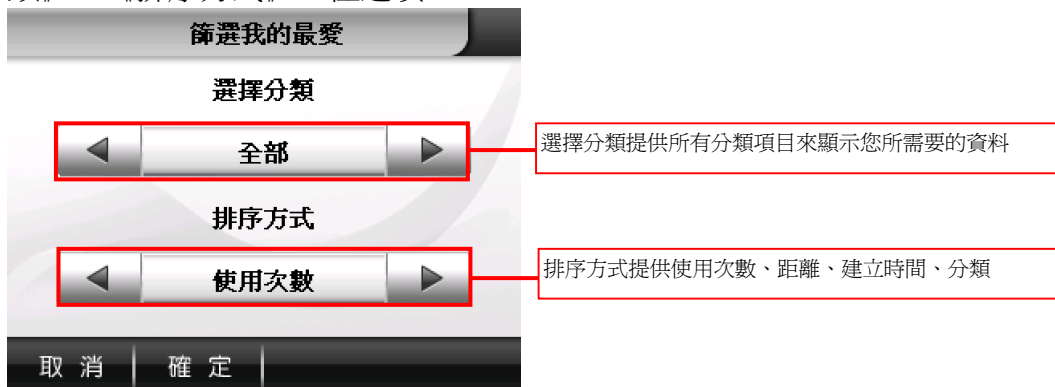 篩選我的最愛
選擇分類
全部
選擇分類提供所有分類項目來顯示您所需要的資料
排序方式
使用次數
排序方式提供使用次數、距離、建立時間、分類
取消 確定